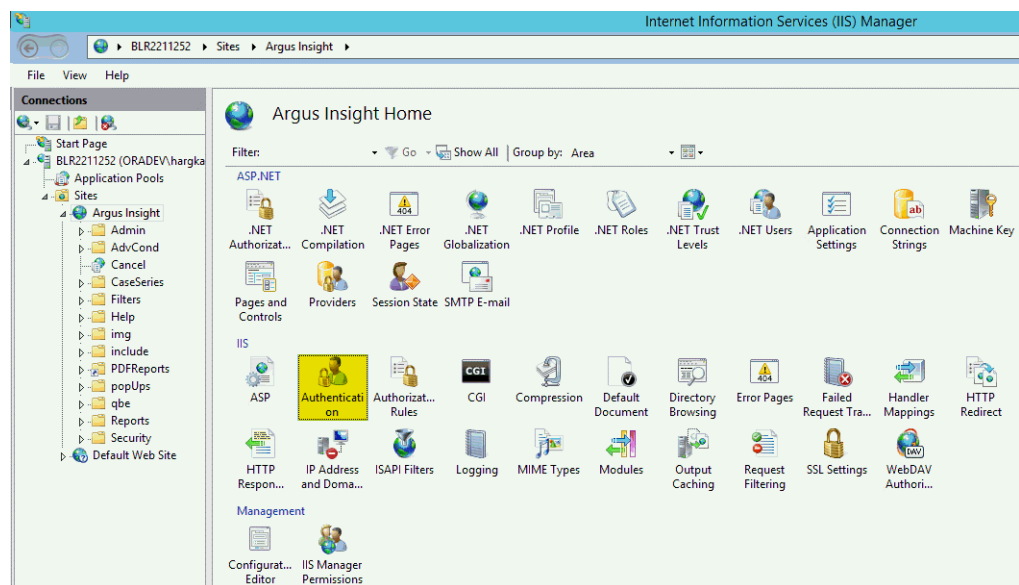 Internet Information Services (IIS) Manager
BLR2211252 Sites Argus Insight
File View Help
Connections
Start Page
BLR2211252 (ORADEV\hargka
Application Pools
Sites
Argus Insight
Admin
AdvCond
Cancel
CaseSeries
Filters
Help
img
include
PDFReports
popUps
qbe
Reports
Security
Default Web Site
Argus Insight Home
Filter: Go Show All Group by: Area
ASP.NET
.NET Authorizat...
.NET Compilation
404
.NET Error Pages
.NET Globalization
.NET Profile
.NET Roles
.NET Trust Levels
.NET Users
Application Settings
ab
Connection Strings
Machine Key
Pages and Controls
Providers
Session State
SMTP E-mail
IIS
ASP
Authenticati on
Authorizat... Rules
CGI
CGI
Compression
Default Document
Directory Browsing
404
Error Pages
Failed Request Tra...
Handler Mappings
HTTP Redirect
HTTP Respon...
IP Address and Doma...
ISAPI Filters
Logging
MIME Types
Modules
Output Caching
Request Filtering
SSL Settings
DAV
WebDAV Authori...
Management
Configurat... Editor
IIS Manager Permissions